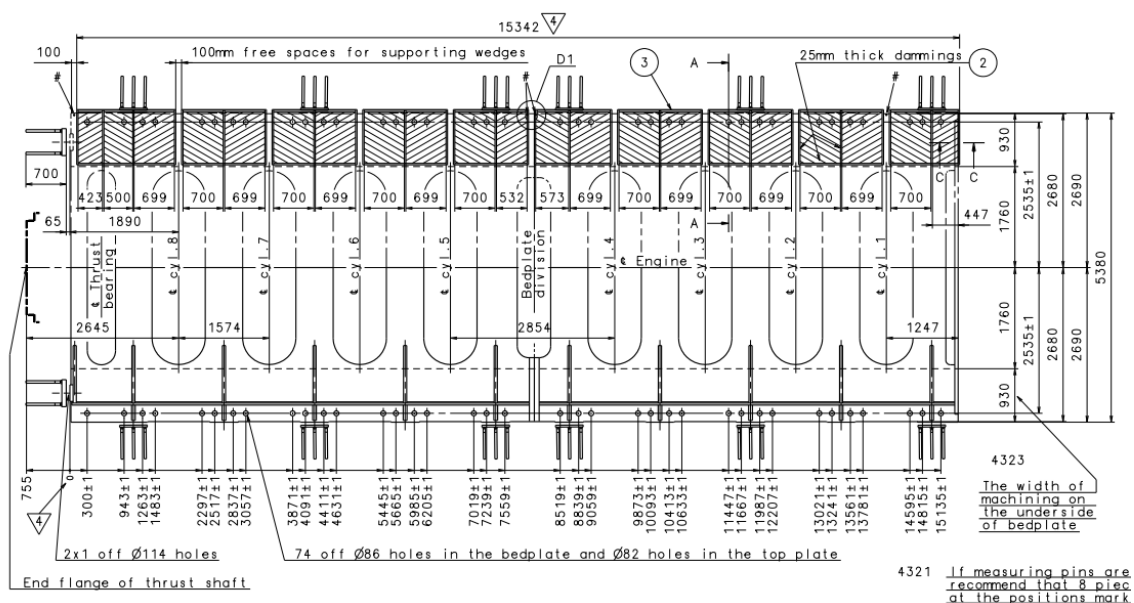 15342 4
100 100mm free spaces for supporting wedges D1 A 25mm thick dammings 2
# # 3 #
930
700 C C
423 500 699 700 699 700 699 700 532 573 699 700 699 700 699 700 447
65 1890 A
1760 2535±1 2680 2690
℄ Thrust bearing
℄ cyl.8
℄ cyl.7
℄ cyl.6
℄ cyl.5
Bedplate division
℄ cyl.4
℄ Engine
℄ cyl.3
℄ cyl.2
℄ cyl.1
5380
2645 1574 2854 1247
1760 2535±1 2680 2690
930
755 0 300±1 943±1 1263±1 1483±1 2297±1 2517±1 2837±1 3057±1 3871±1 4091±1 4411±1 4631±1 5445±1 5665±1 5985±1 6205±1 7019±1 7239±1 7559±1 8519±1 8839±1 9059±1 9873±1 10093±1 10413±1 10633±1 11447±1 11667±1 11987±1 12207±1 13021±1 13241±1 13561±1 13781±1 14595±1 14815±1 15135±1
4323
The width of
machining on
the underside
of bedplate
4
2x1 off Ø114 holes 74 off Ø86 holes in the bedplate and Ø82 holes in the top plate
End flange of thrust shaft
4321 If measuring pins are
recommend that 8 piec
at the positions mark